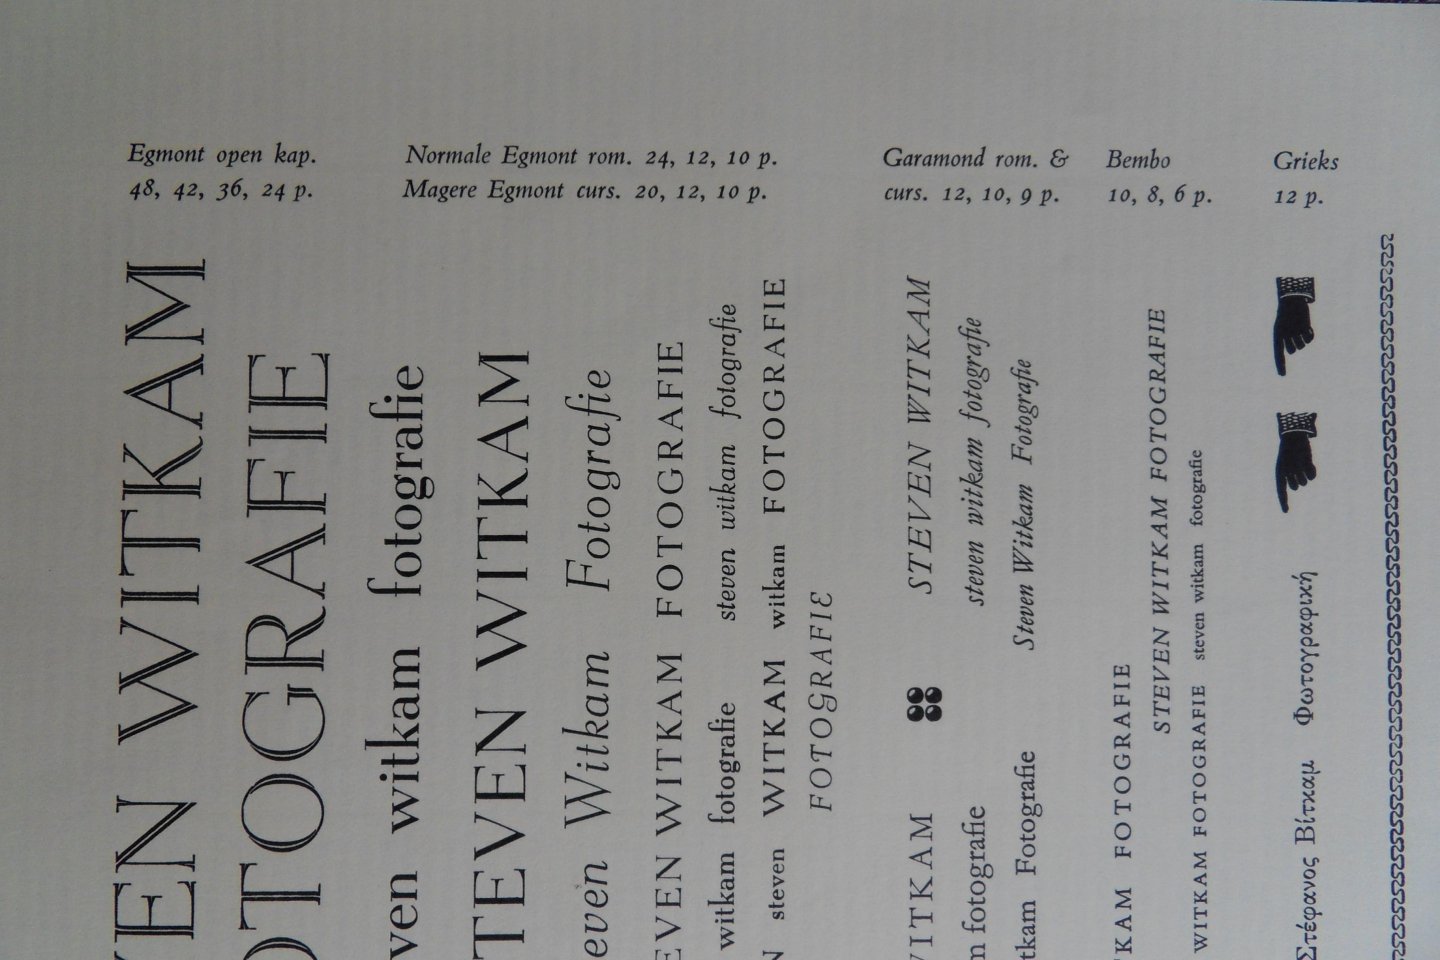 Egmont open kap.
48, 42, 36, 24 p.
Normale Egmont rom. 24, 12, 10 p.
Magere Egmont curs. 20, 12, 10 p.
Garamond rom. &
curs. 12, 10, 9 p.
Bembo
10, 8, 6 p.
Grieks
12 p.
EN WITKAM
OTOGRAFIE
ven witkam fotografie
TEVEN WITKAM
even Witkam Fotografie
EVEN WITKAM FOTOGRAFIE
witkam fotografie steven witkam fotografie
N steven WITKAM witkam FOTOGRAFIE
FOTOGRAFIE
WITKAM STEVEN WITKAM
m fotografie steven witkam fotografie
tkam Fotografie Steven Witkam Fotografie
KAM FOTOGRAFIE
STEVEN WITKAM FOTOGRAFIE
WITKAM FOTOGRAFIE steven witkam fotografie
Στέφανος Βίτκαμ Φωτογραφική